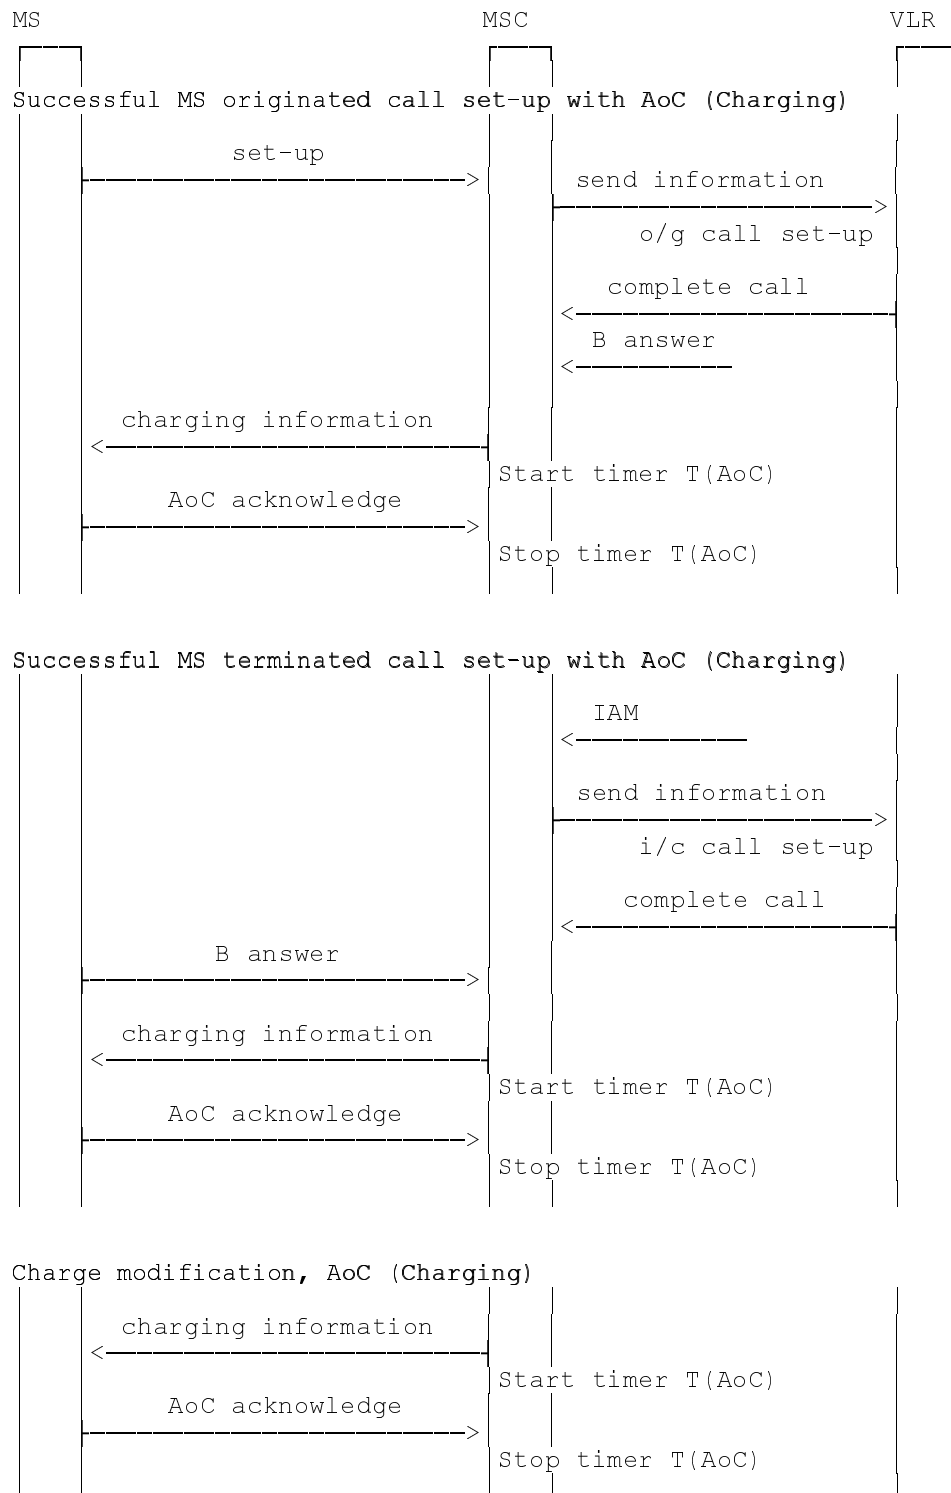 MS MSC VLR
Successful MS originated call set-up with AoC (Charging)
set-up
send information
o/g call set-up
complete call
B answer
charging information
Start timer T(AoC)
AoC acknowledge
Stop timer T(AoC)
Successful MS terminated call set-up with AoC (Charging)
IAM
send information
i/c call set-up
complete call
B answer
charging information
Start timer T(AoC)
AoC acknowledge
Stop timer T(AoC)
Charge modification, AoC (Charging)
charging information
Start timer T(AoC)
AoC acknowledge
Stop timer T(AoC)